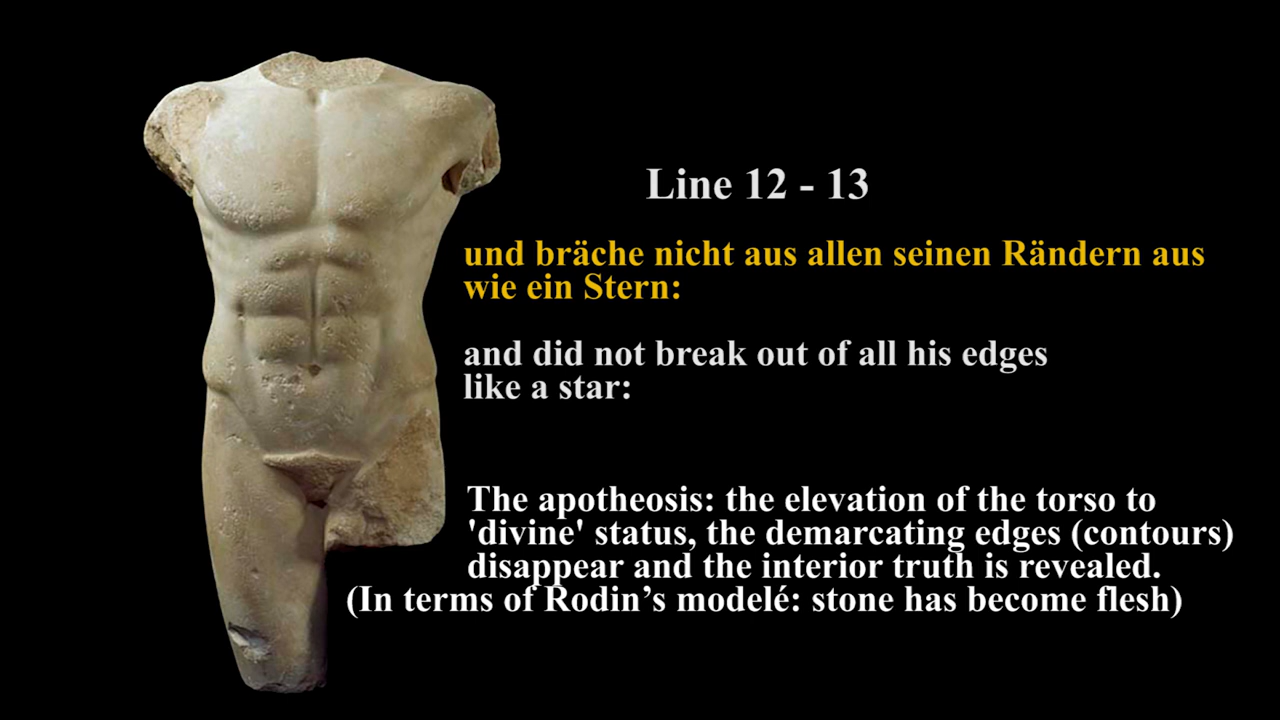 Line 12 - 13
und bräche nicht aus allen seinen Rändern aus
wie ein Stern:
and did not break out of all his edges
like a star:
The apotheosis: the elevation of the torso to
'divine' status, the demarcating edges (contours)
disappear and the interior truth is revealed.
(In terms of Rodin’s modelé: stone has become flesh)